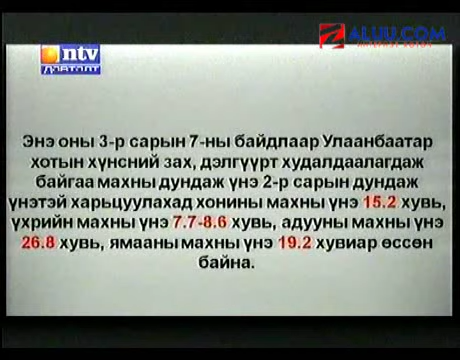 ntv
ДАВТАЛТ
ALUU.COM
Энэ оны 3-р сарын 7-ны байдлаар Улаанбаатар
хотын хүнсний зах, дэлгүүрт худалдаалагдаж
байгаа махны дундаж үнэ 2-р сарын дундаж
үнэтэй харьцуулахад хонины махны үнэ 15.2 хувь,
үхрийн махны үнэ 7.7-8.6 хувь, адууны махны үнэ
26.8 хувь, ямааны махны үнэ 19.2 хувиар өссөн
байна.